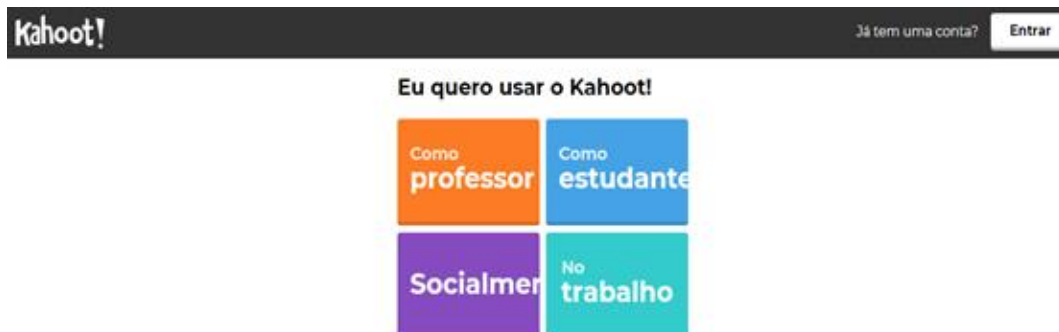 Kahoot!
Já tem uma conta? Entrar
Eu quero usar o Kahoot!
Como
professor
Como
estudante
Socialmen
No
trabalho